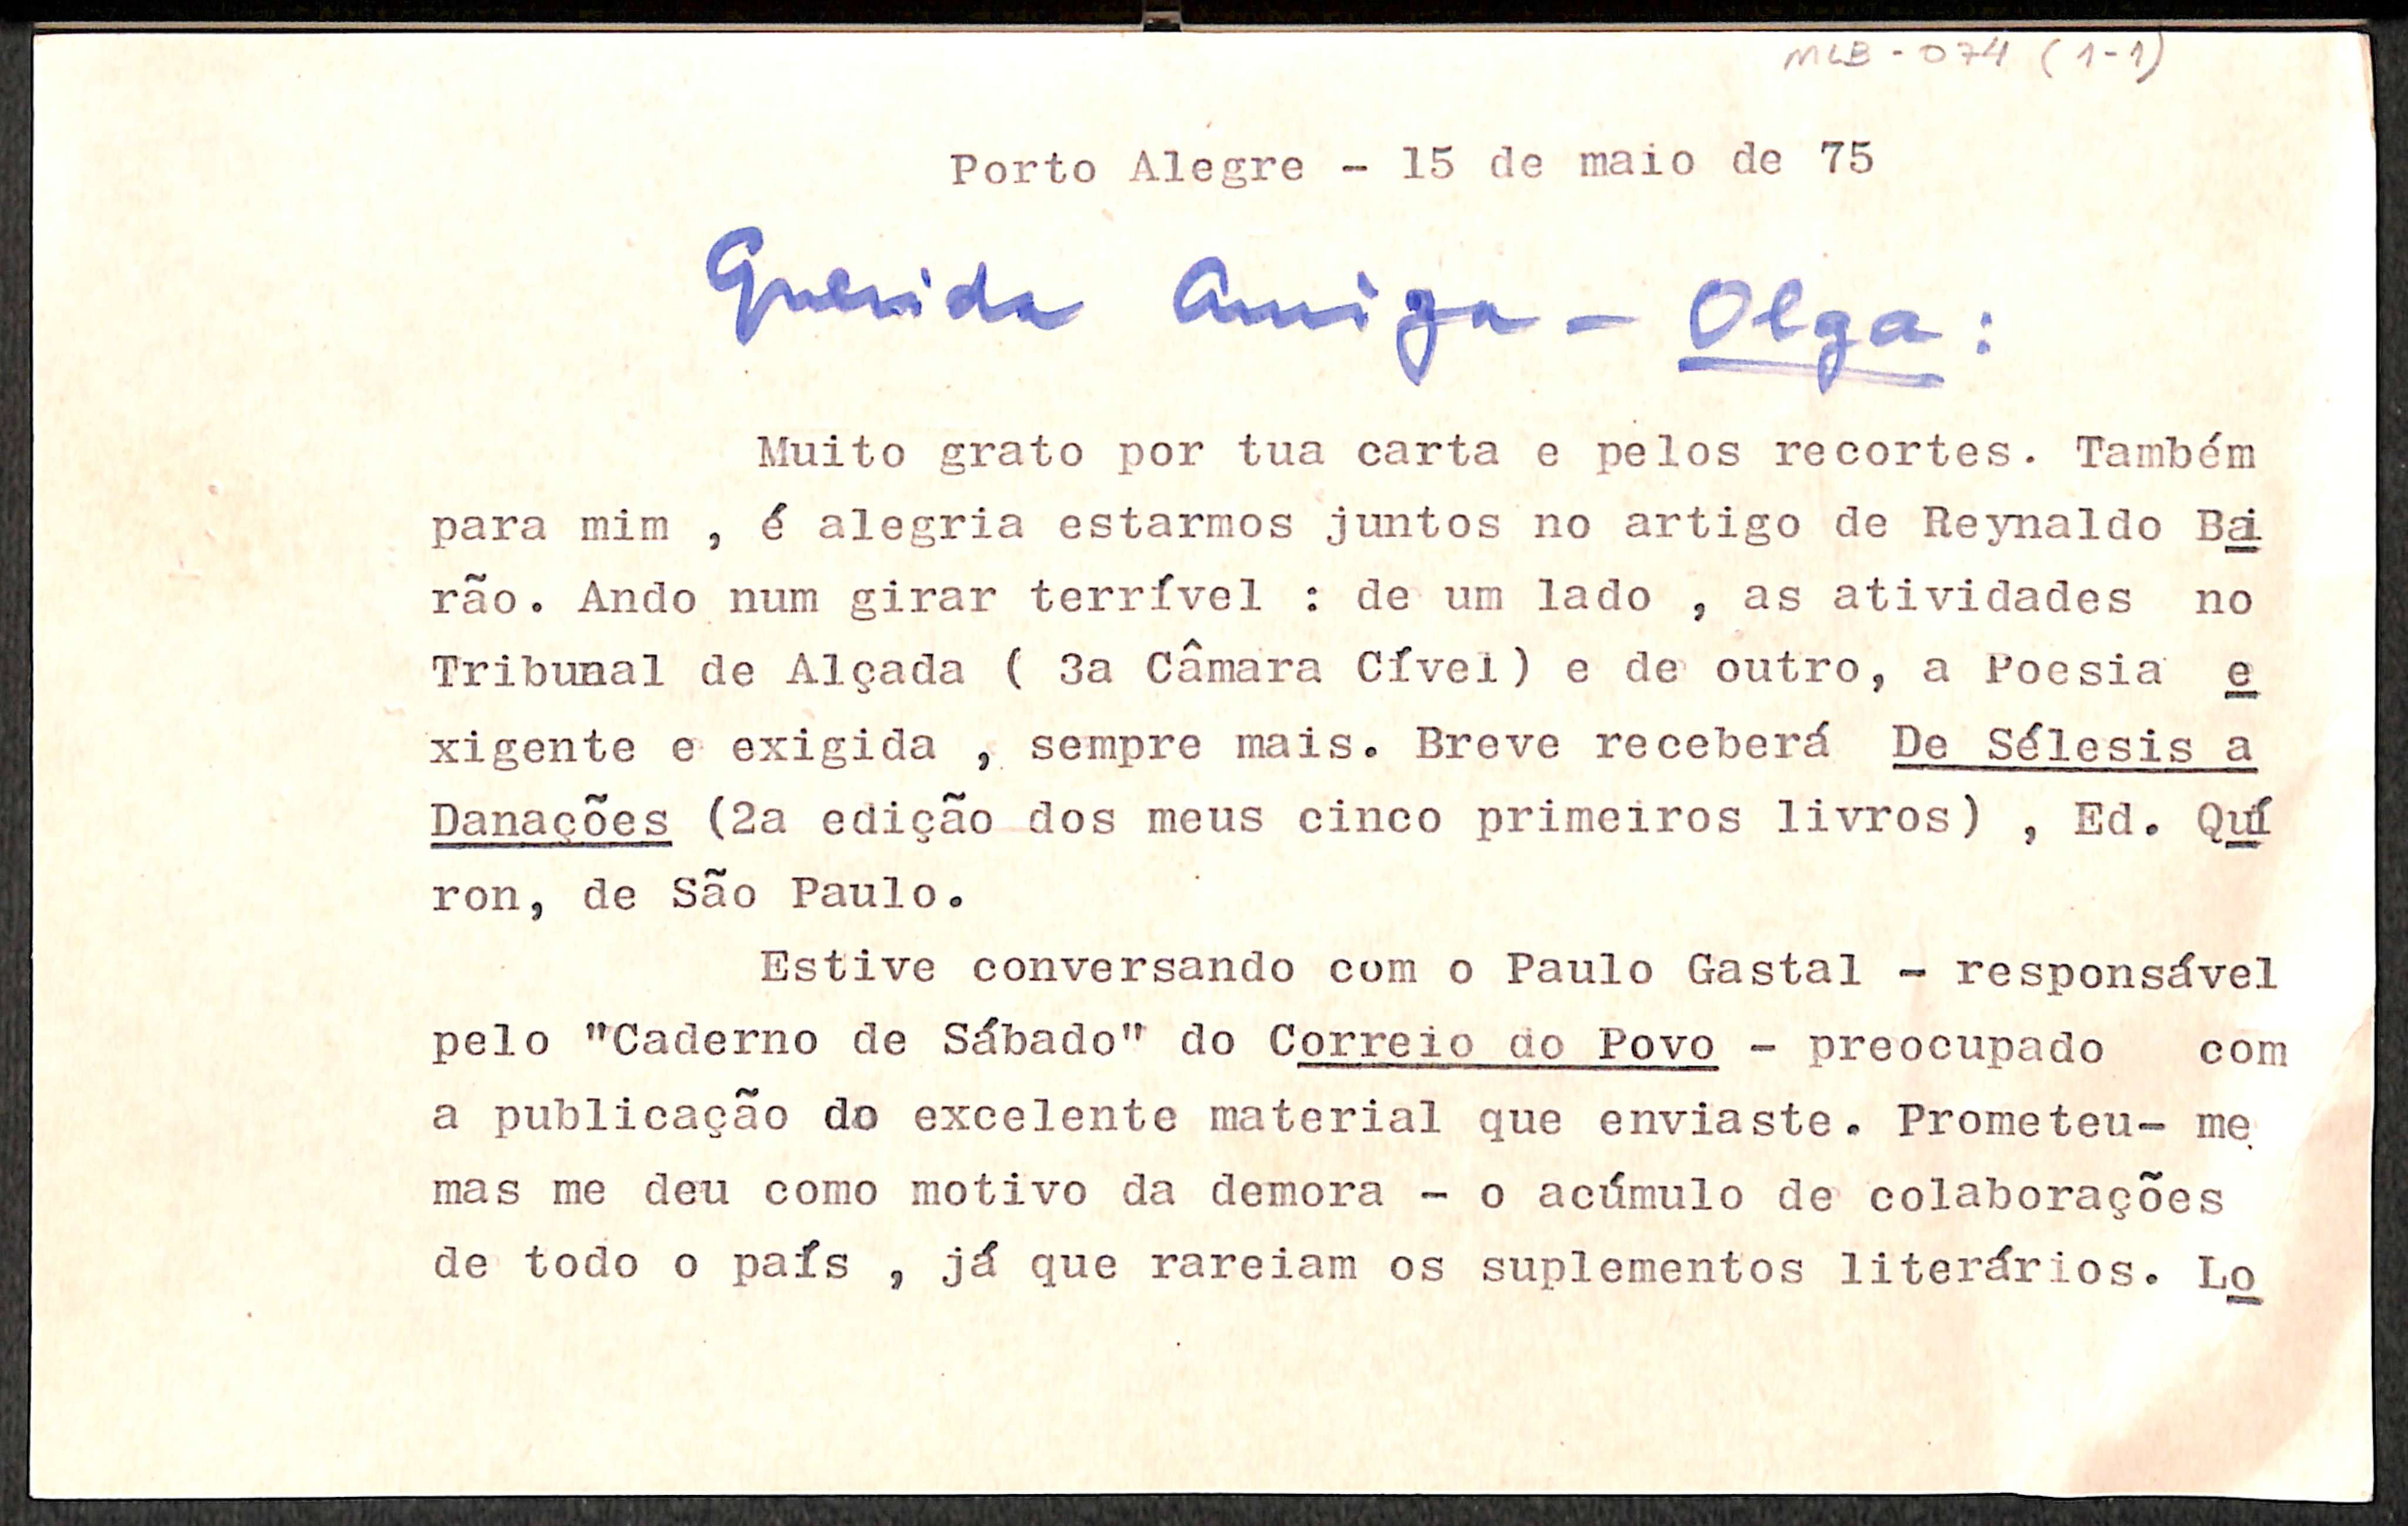 MLB - 074 (1-1)
Porto Alegre - 15 de maio de 75
Querida Amiga - Olga:
Muito grato por tua carta e pelos recortes. Também
para mim , é alegria estarmos juntos no artigo de Reynaldo Bai
rão. Ando num girar terrível : de um lado , as atividades no
Tribunal de Alçada ( 3a Câmara Cível) e de outro, a Poesia e
xigente e exigida , sempre mais. Breve receberá De Sélesis a
Danações (2a edição dos meus cinco primeiros livros) , Ed. Quí
ron, de São Paulo.
Estive conversando com o Paulo Gastal - responsável
pelo "Caderno de Sábado" do Correio do Povo - preocupado com
a publicação do excelente material que enviaste. Prometeu- me
mas me deu como motivo da demora - o acúmulo de colaborações
de todo o país , já que rareiam os suplementos literários. Lo